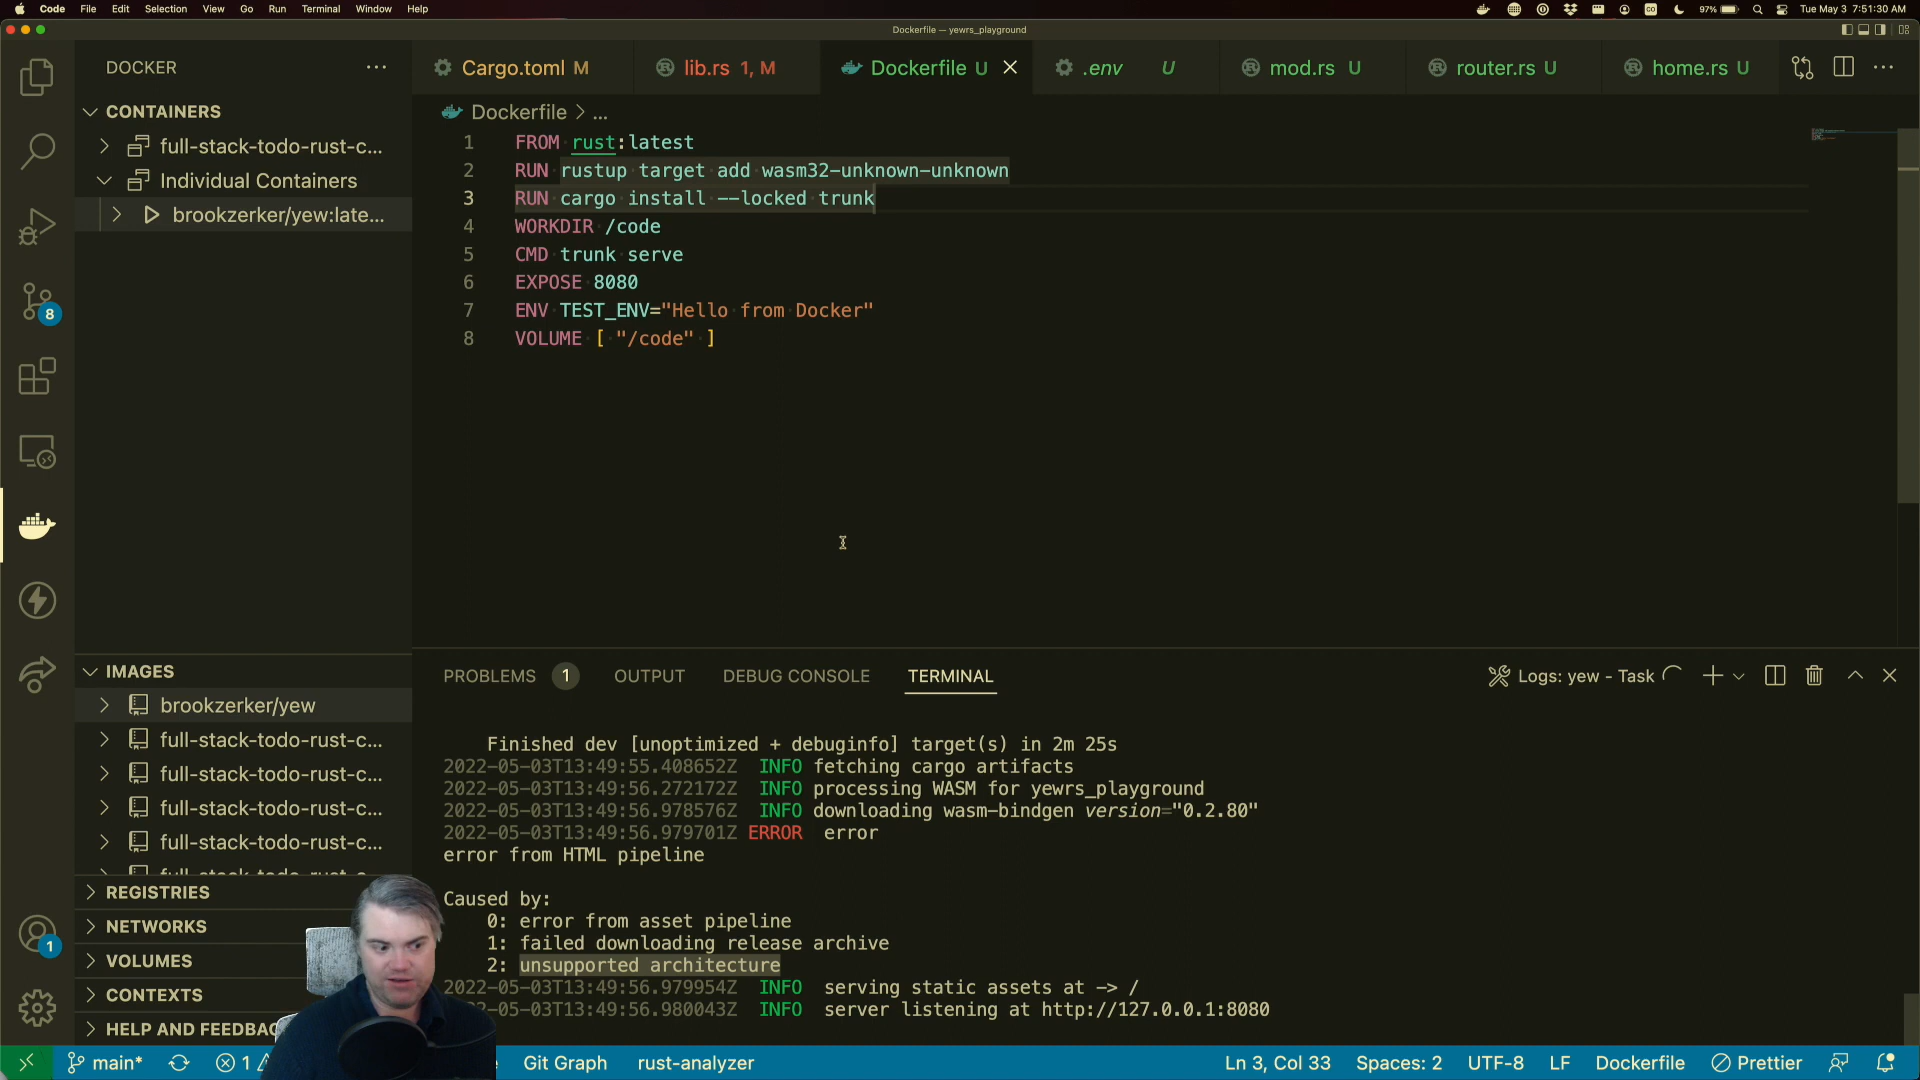 Code File Edit Selection View Go Run Terminal Window Help
97% Tue May 3 7:51:30 AM
Dockerfile — yewrs_playground
DOCKER
Cargo.toml M
lib.rs 1, M
Dockerfile U
.env U
mod.rs U
router.rs U
home.rs U
CONTAINERS
full-stack-todo-rust-c...
Individual Containers
brookzerker/yew:late...
Dockerfile > ...
1 FROM rust:latest
2 RUN rustup target add wasm32-unknown-unknown
3 RUN cargo install --locked trunk
4 WORKDIR /code
5 CMD trunk serve
6 EXPOSE 8080
7 ENV TEST_ENV="Hello from Docker"
8 VOLUME [ "/code" ]
8
IMAGES
brookzerker/yew
full-stack-todo-rust-c...
full-stack-todo-rust-c...
full-stack-todo-rust-c...
full-stack-todo-rust-c...
REGISTRIES
NETWORKS
VOLUMES
CONTEXTS
HELP AND FEEDBAC
1
PROBLEMS 1 OUTPUT DEBUG CONSOLE TERMINAL
Logs: yew - Task
Finished dev [unoptimized + debuginfo] target(s) in 2m 25s
2022-05-03T13:49:55.408652Z INFO fetching cargo artifacts
2022-05-03T13:49:56.272172Z INFO processing WASM for yewrs_playground
2022-05-03T13:49:56.978576Z INFO downloading wasm-bindgen version="0.2.80"
2022-05-03T13:49:56.979701Z ERROR error
error from HTML pipeline
Caused by:
0: error from asset pipeline
1: failed downloading release archive
2: unsupported architecture
2022-05-03T13:49:56.979954Z INFO serving static assets at -> /
22-05-03T13:49:56.980043Z INFO server listening at http://127.0.0.1:8080
main* 1 Git Graph rust-analyzer
Ln 3, Col 33 Spaces: 2 UTF-8 LF Dockerfile Prettier